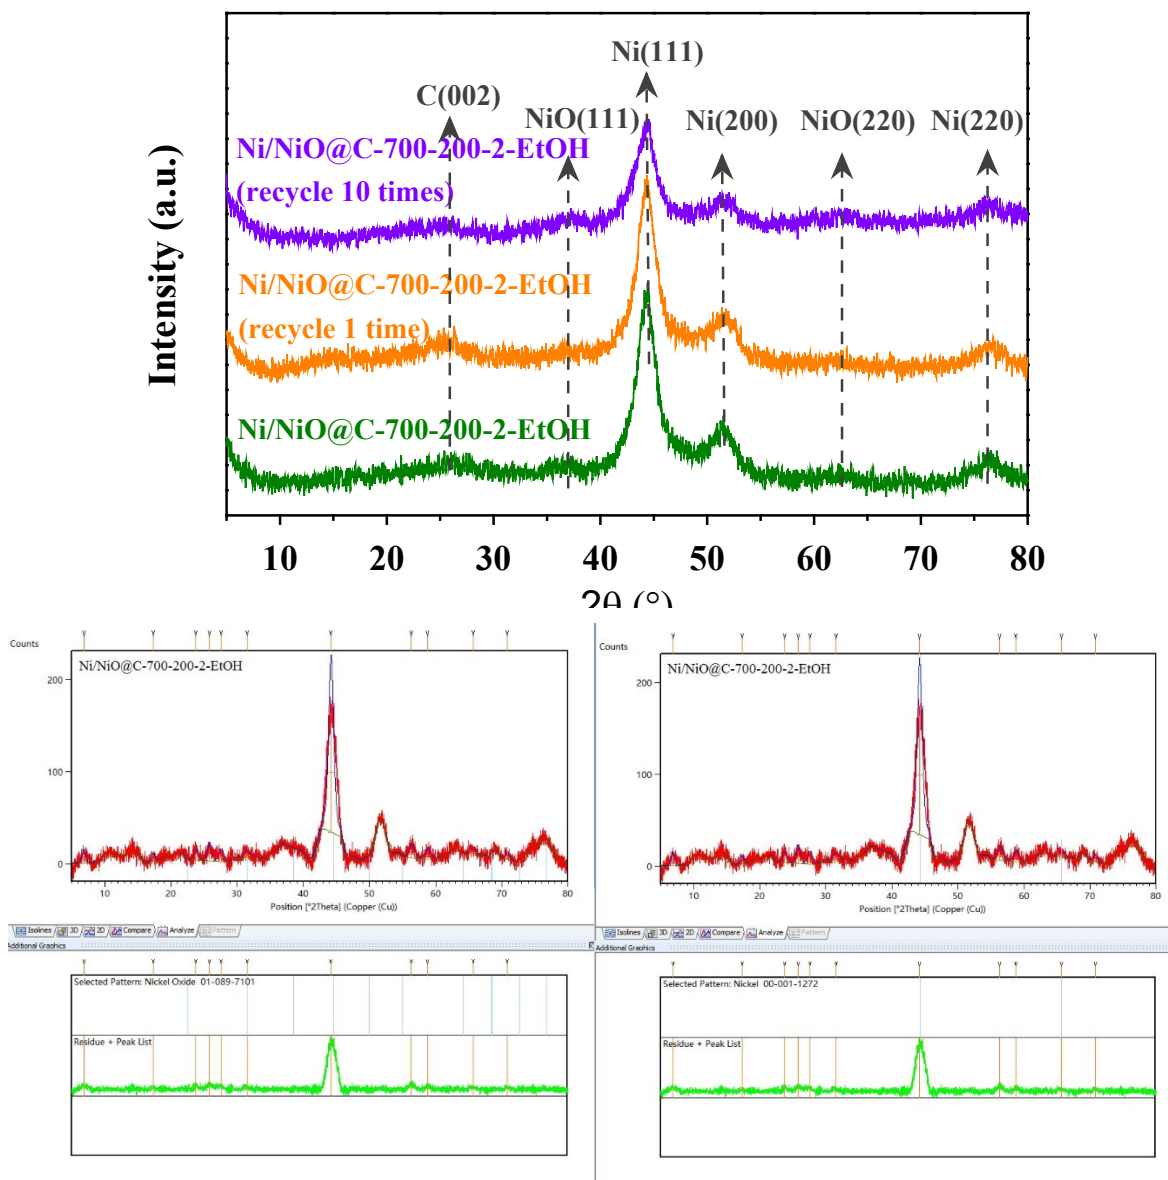 Ni(111)
C(002)
NiO(111)
Ni(200)
NiO(220)
Ni(220)
Ni/NiO@C-700-200-2-EtOH
(recycle 10 times)
Ni/NiO@C-700-200-2-EtOH
(recycle 1 time)
Ni/NiO@C-700-200-2-EtOH
Intensity (a.u.)
10 20 30 40 50 60 70 80
2θ (°)
Counts
Ni/NiO@C-700-200-2-EtOH
200
100
0
10 20 30 40 50 60 70 80
Position [°2Theta] (Copper (Cu))
Isolines 3D 2D Compare Analyze Pattern
Additional Graphics
Selected Pattern: Nickel Oxide 01-089-7101
Residue + Peak List
Counts
Ni/NiO@C-700-200-2-EtOH
200
100
0
10 20 30 40 50 60 70 80
Position [°2Theta] (Copper (Cu))
Isolines 3D 2D Compare Analyze Pattern
Additional Graphics
Selected Pattern: Nickel 00-001-1272
Residue + Peak List